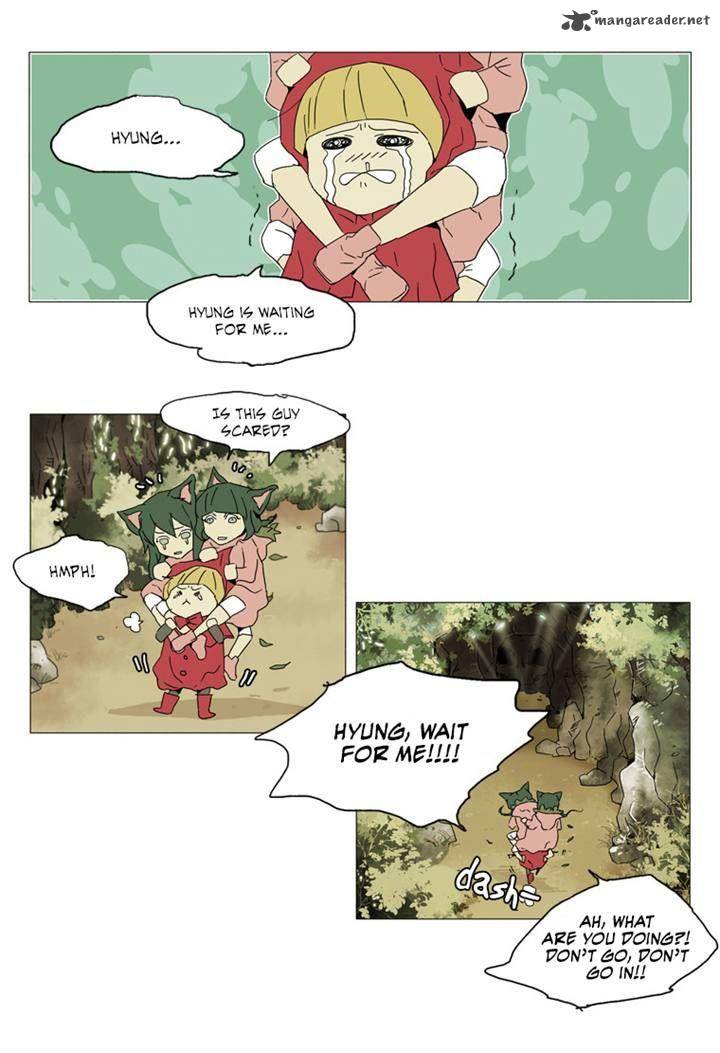 mangareader.net
HYUNG...
HYUNG IS WAITING
FOR ME...
IS THIS GUY
SCARED?
HMPH!
HYUNG, WAIT
FOR ME!!!!
dash
AH, WHAT
ARE YOU DOING?!
DON'T GO, DON'T
GO IN!!